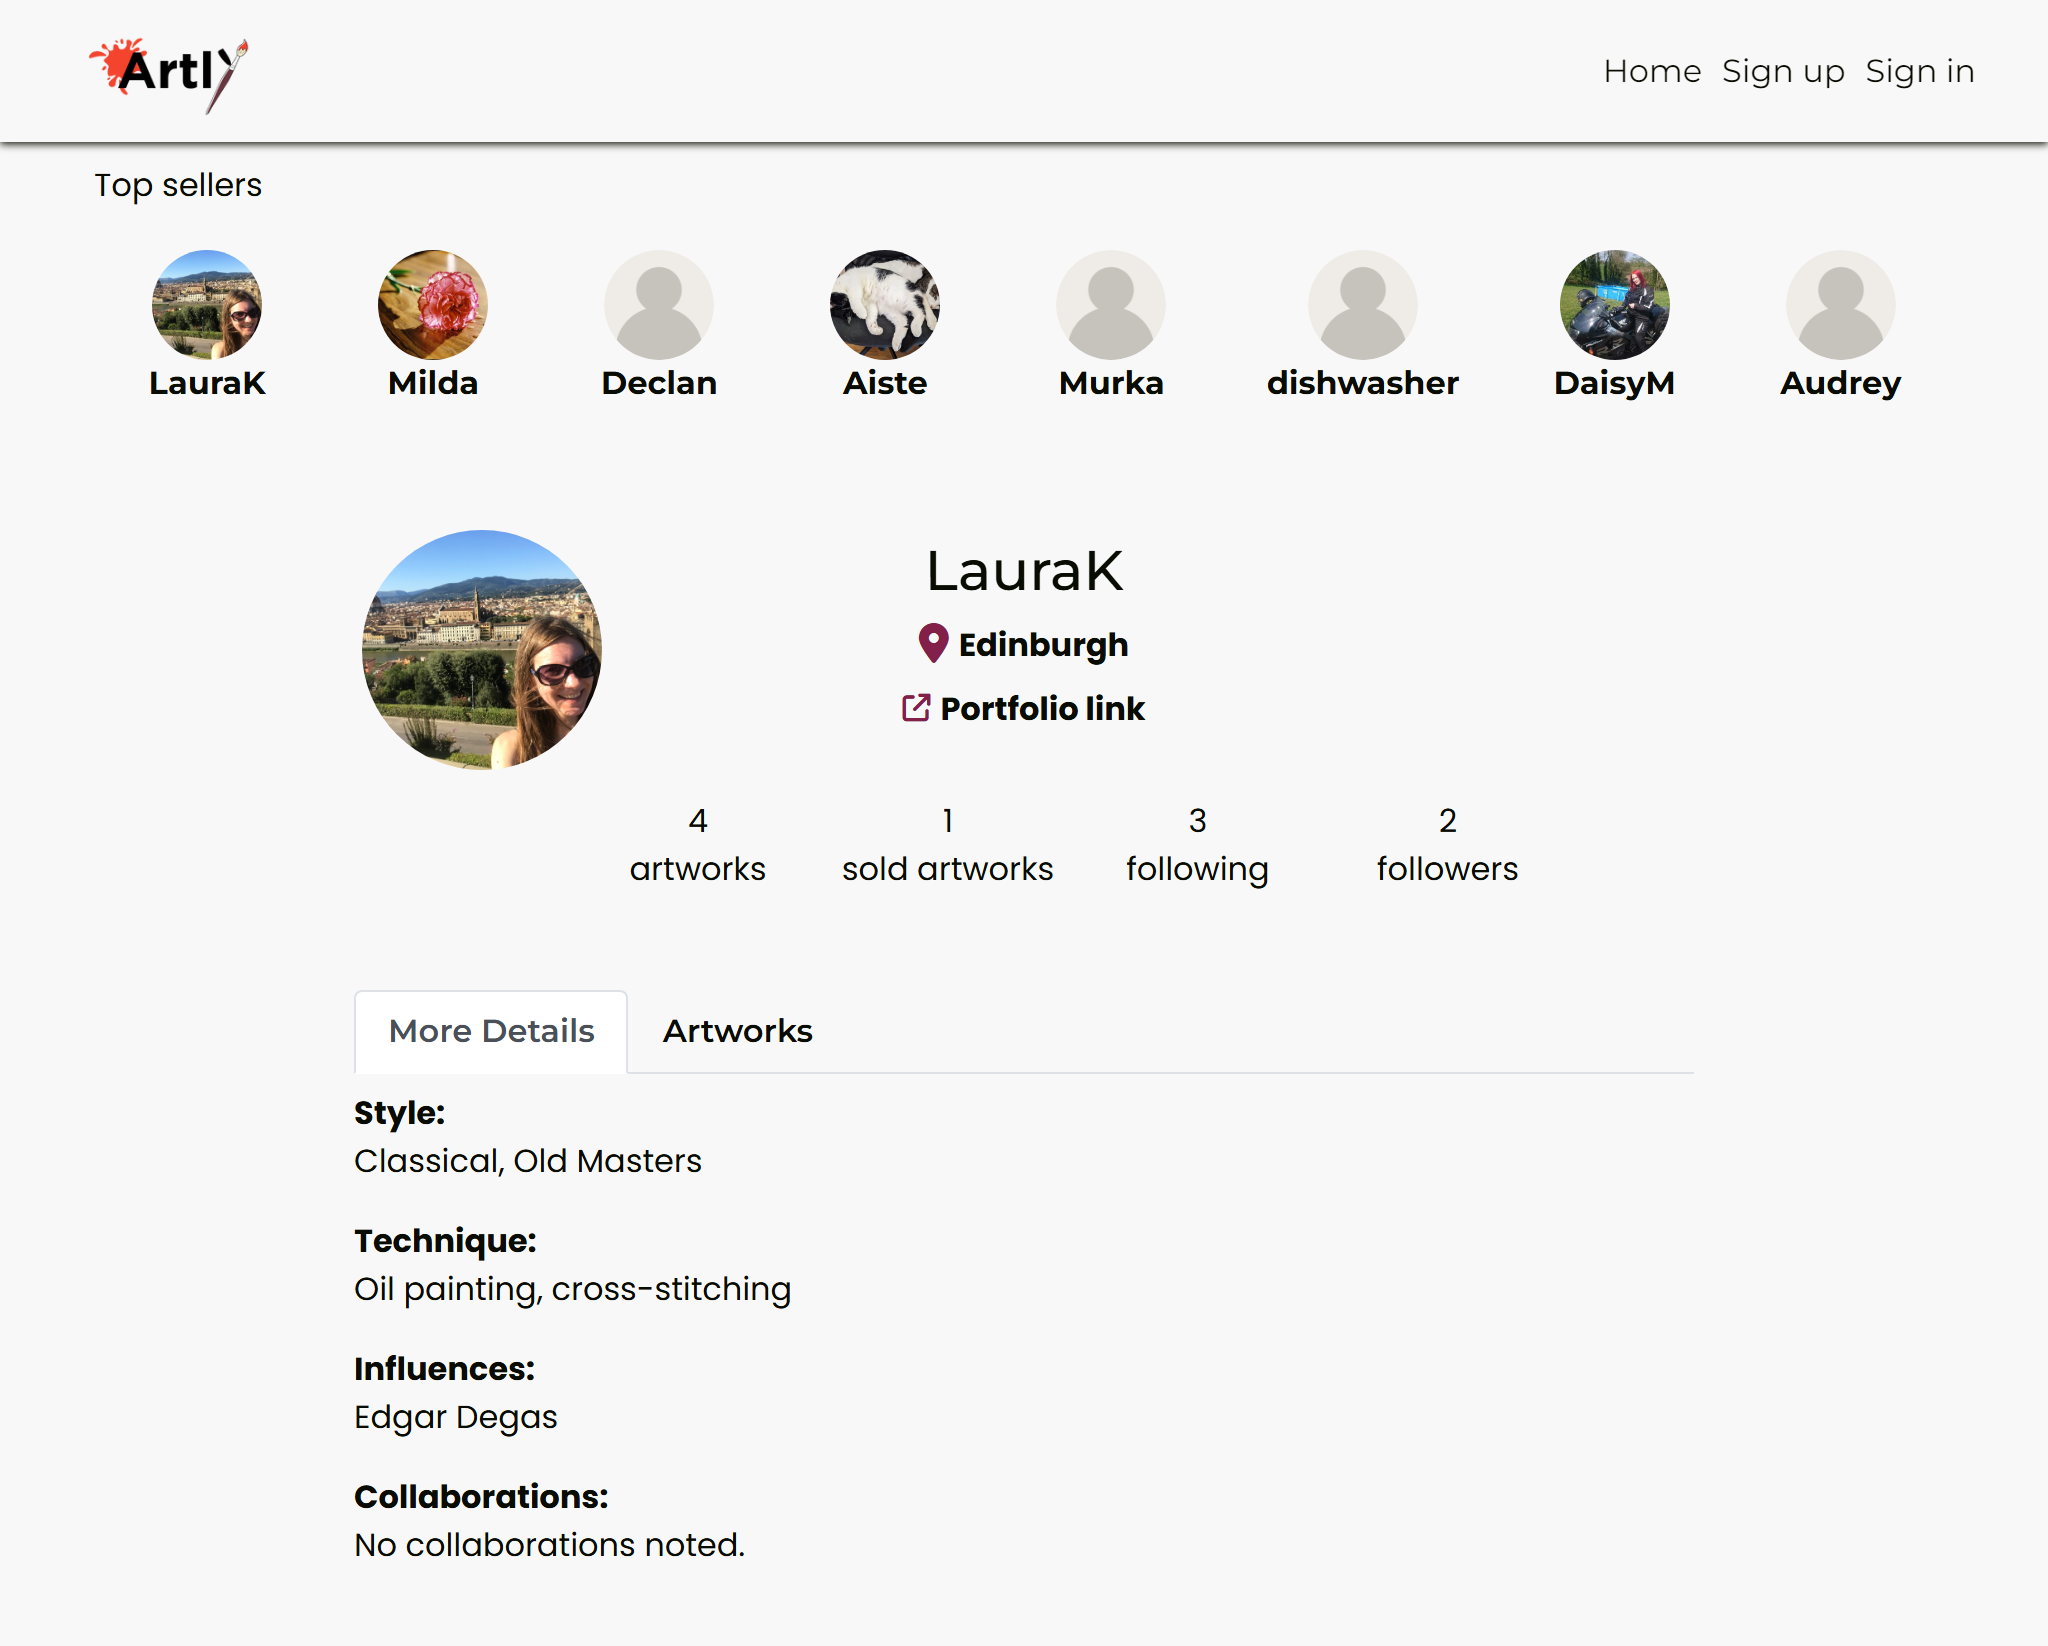 Artly
Home Sign up Sign in
Top sellers
LauraK Milda Declan Aiste Murka dishwasher DaisyM Audrey
LauraK
Edinburgh
Portfolio link
4 1 3 2
artworks sold artworks following followers
More Details Artworks
Style:
Classical, Old Masters
Technique:
Oil painting, cross-stitching
Influences:
Edgar Degas
Collaborations:
No collaborations noted.